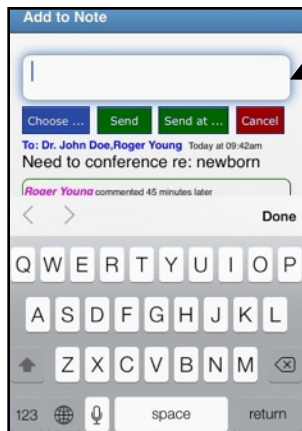 Add to Note
Choose ... Send Send at ... Cancel
To: Dr. John Doe,Roger Young Today at 09:42am
Need to conference re: newborn
Roger Young commented 45 minutes later
Done
Q W E R T Y U I O P
A S D F G H J K L
Z X C V B N M
123 space return